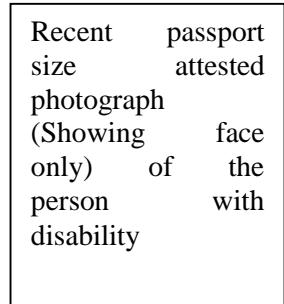 Recent passport
size attested
photograph
(Showing face
only) of the
person with
disability